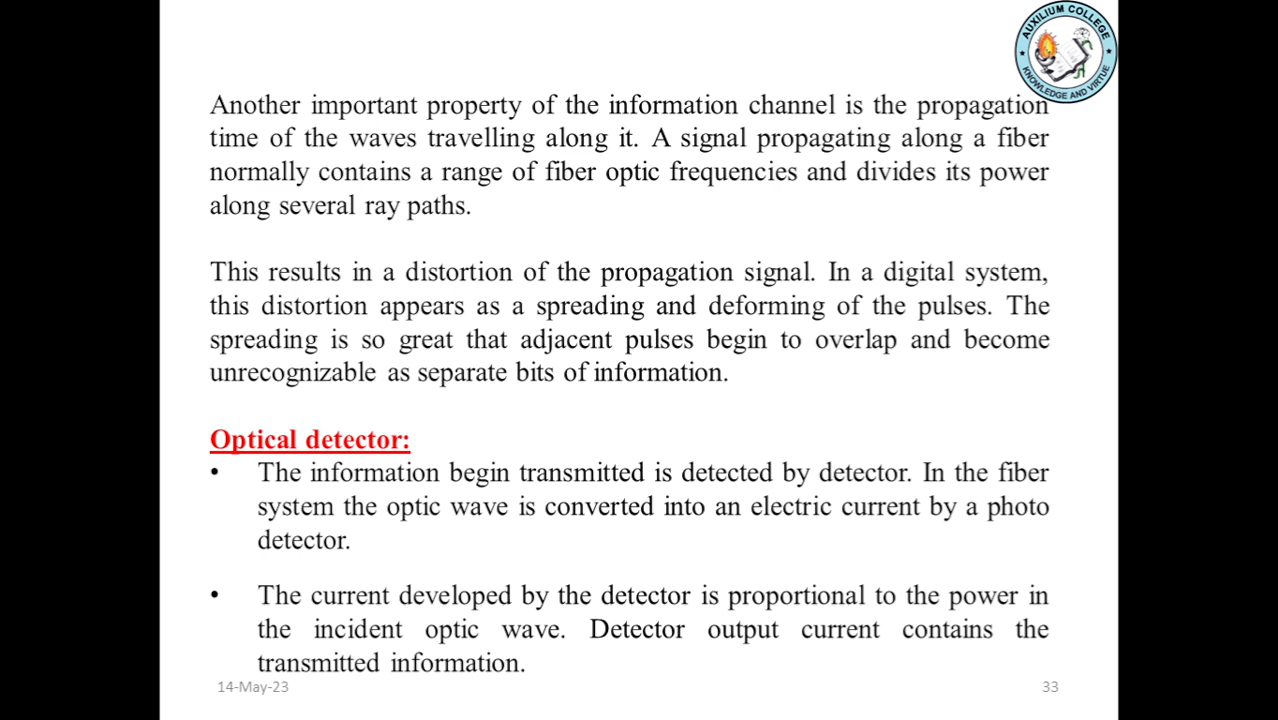 AUXILIUM COLLEGE
KNOWLEDGE AND VIRTUE
Another important property of the information channel is the propagation
time of the waves travelling along it. A signal propagating along a fiber
normally contains a range of fiber optic frequencies and divides its power
along several ray paths.
This results in a distortion of the propagation signal. In a digital system,
this distortion appears as a spreading and deforming of the pulses. The
spreading is so great that adjacent pulses begin to overlap and become
unrecognizable as separate bits of information.
Optical detector:
• The information begin transmitted is detected by detector. In the fiber
system the optic wave is converted into an electric current by a photo
detector.
• The current developed by the detector is proportional to the power in
the incident optic wave. Detector output current contains the
transmitted information.
14-May-23
33